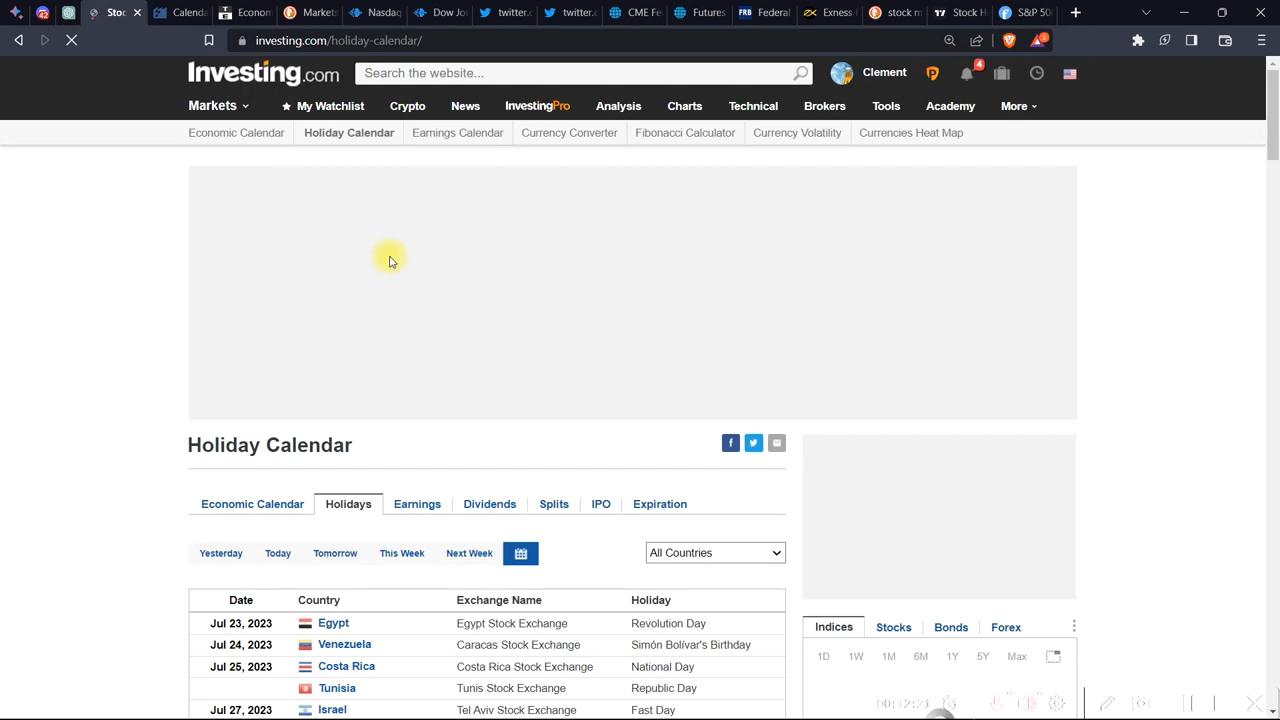 42 Stoc Calenda Econom Markets Nasdaq Dow Jo twitter.c twitter.c CME Fe Futures Federal Exness stock m Stock H S&P 50
investing.com/holiday-calendar/
Investing.com Search the website... Clement 4
Markets My Watchlist Crypto News InvestingPro Analysis Charts Technical Brokers Tools Academy More
Economic Calendar Holiday Calendar Earnings Calendar Currency Converter Fibonacci Calculator Currency Volatility Currencies Heat Map
Holiday Calendar
Economic Calendar Holidays Earnings Dividends Splits IPO Expiration
Yesterday Today Tomorrow This Week Next Week All Countries
Date Country Exchange Name Holiday
Jul 23, 2023 Egypt Egypt Stock Exchange Revolution Day
Jul 24, 2023 Venezuela Caracas Stock Exchange Simón Bolívar's Birthday
Jul 25, 2023 Costa Rica Costa Rica Stock Exchange National Day
Tunisia Tunis Stock Exchange Republic Day
Jul 27, 2023 Israel Tel Aviv Stock Exchange Fast Day
Indices Stocks Bonds Forex
1D 1W 1M 6M 1Y 5Y Max